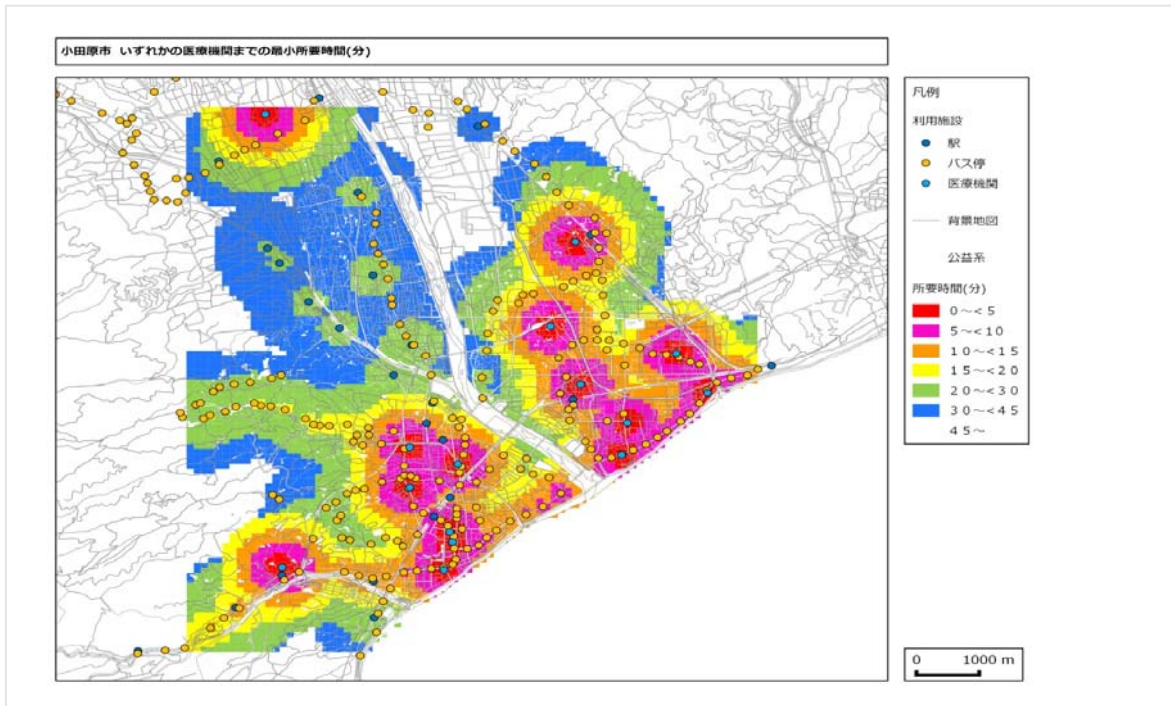 小田原市 いずれかの医療機関までの最小所要時間(分)
凡例
利用施設
駅
バス停
医療機関
背景地図
公益系
所要時間(分)
0～<5
5～<10
10～<15
15～<20
20～<30
30～<45
45～
0 1000 m